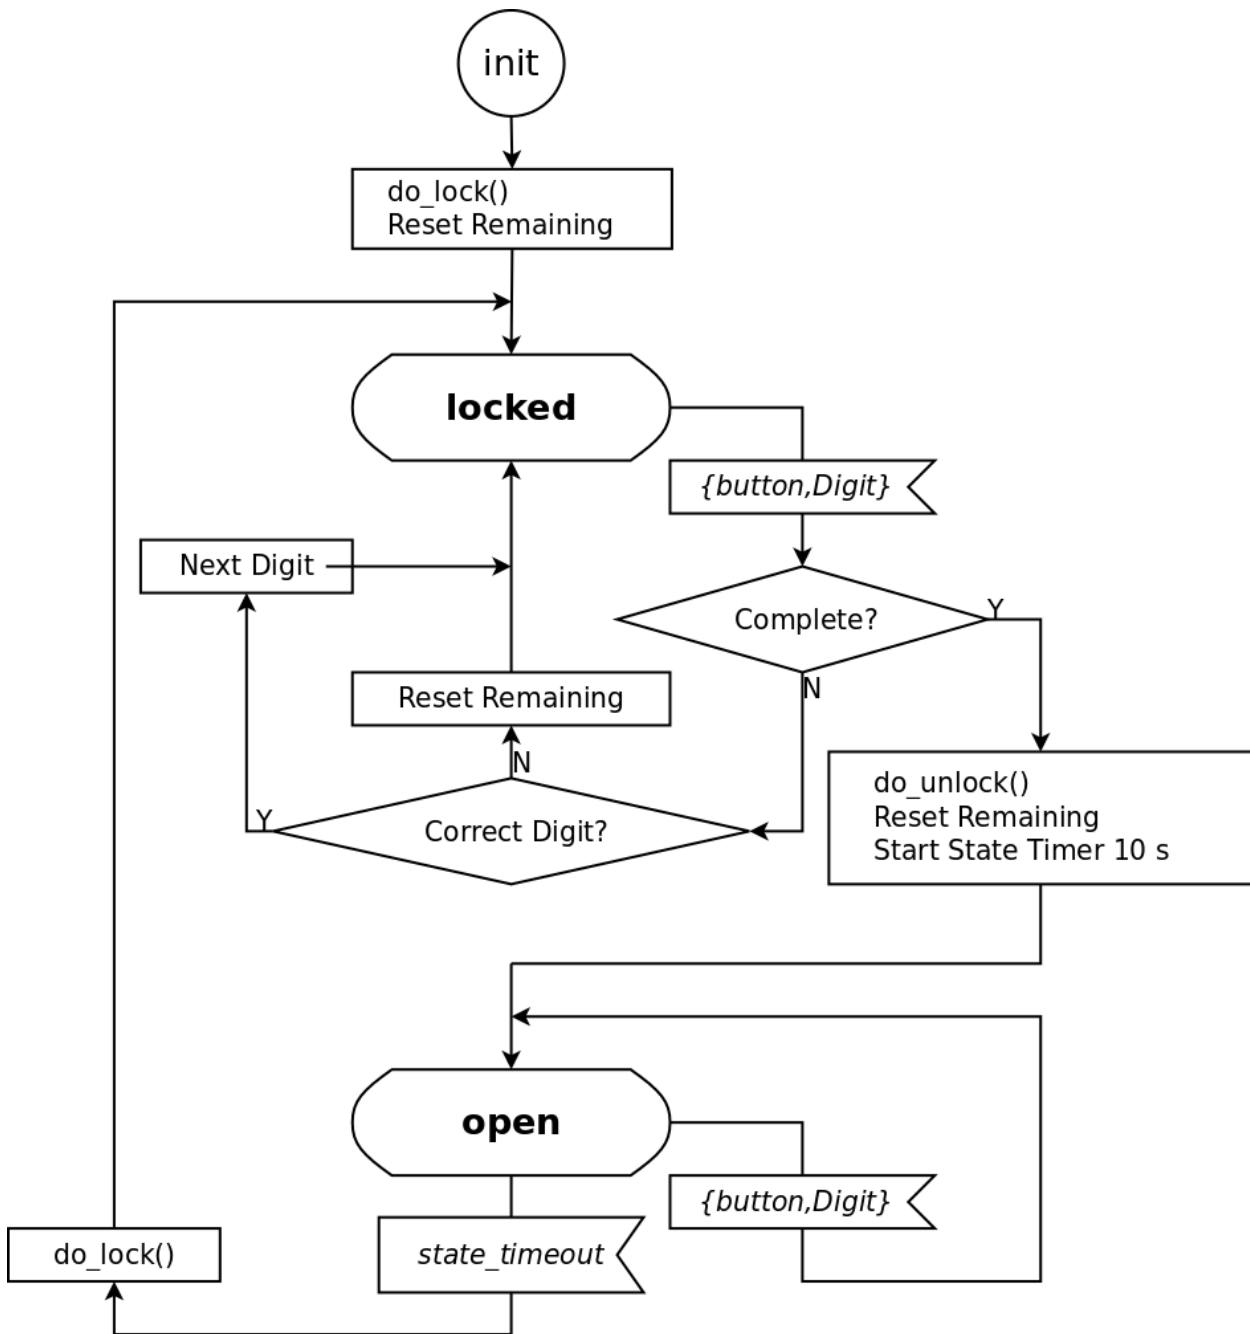 init
do_lock()
Reset Remaining
locked
{button,Digit}
Next Digit
Complete?
Y
N
Reset Remaining
N
Y
Correct Digit?
do_unlock()
Reset Remaining
Start State Timer 10 s
open
{button,Digit}
state_timeout
do_lock()